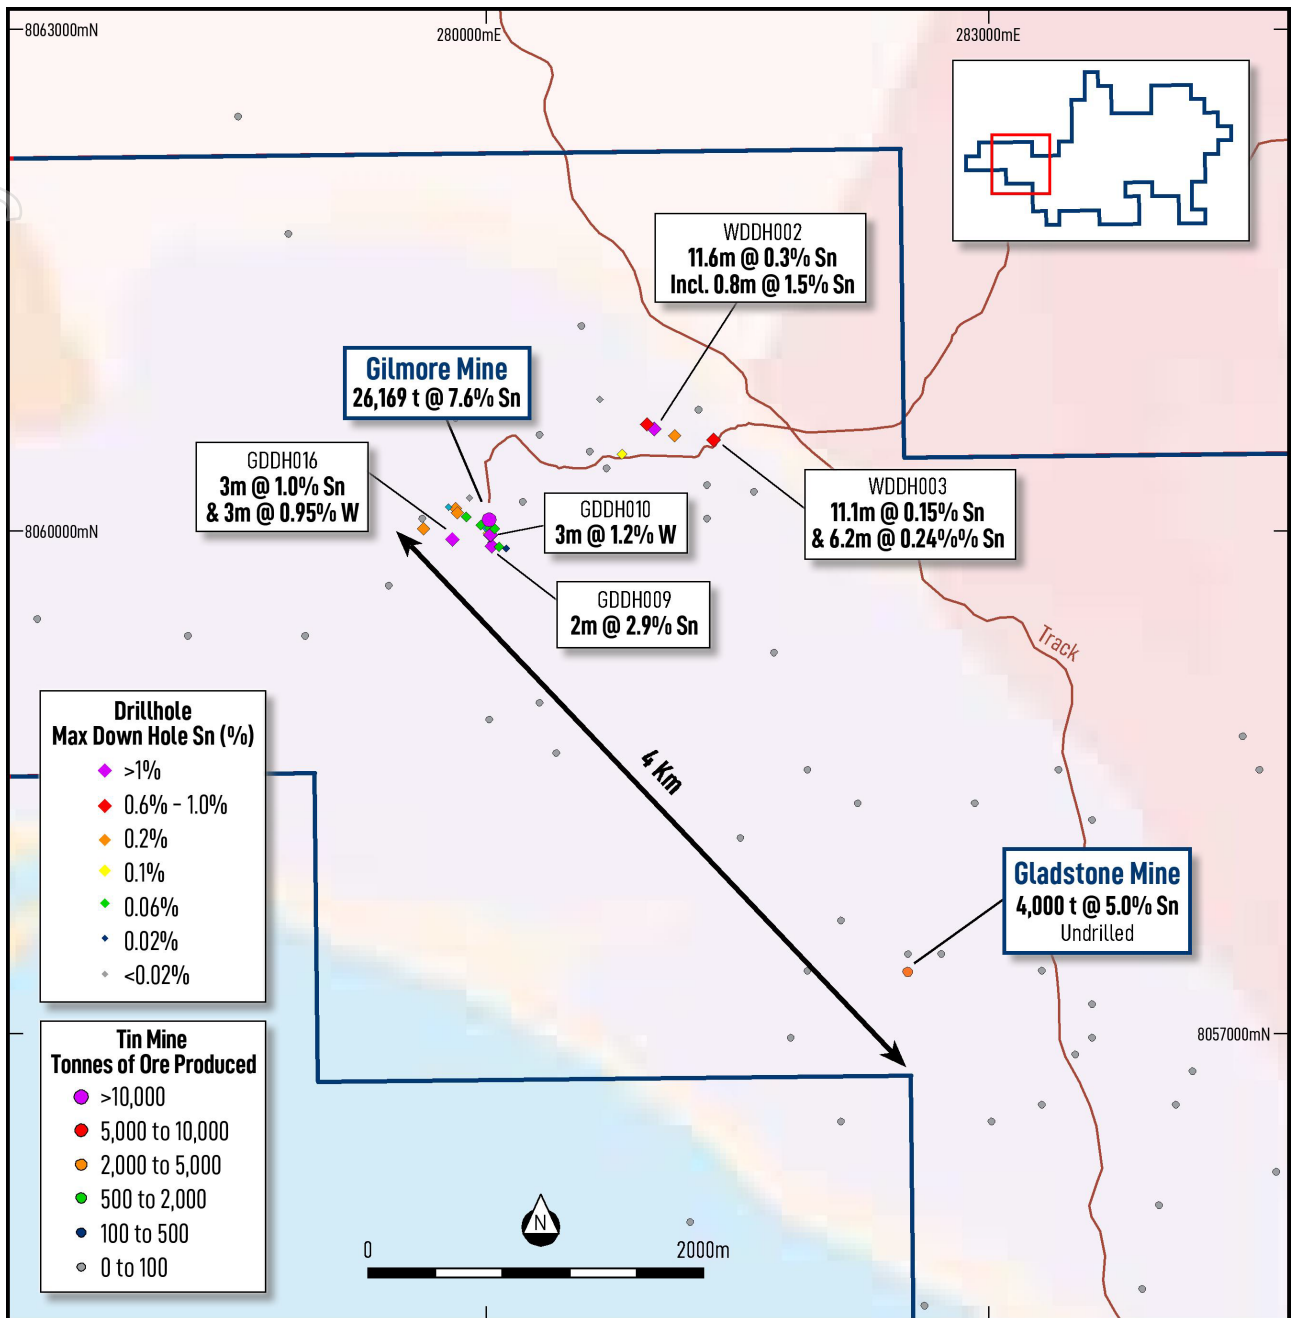 8063000mN
280000mE
283000mE
WDDH002
11.6m @ 0.3% Sn
Incl. 0.8m @ 1.5% Sn
Gilmore Mine
26,169 t @ 7.6% Sn
GDDH016
3m @ 1.0% Sn
& 3m @ 0.95% W
WDDH003
11.1m @ 0.15% Sn
& 6.2m @ 0.24%% Sn
GDDH010
3m @ 1.2% W
8060000mN
GDDH009
2m @ 2.9% Sn
Track
4 Km
Drillhole
Max Down Hole Sn (%)
>1%
0.6% - 1.0%
0.2%
0.1%
0.06%
0.02%
<0.02%
Gladstone Mine
4,000 t @ 5.0% Sn
Undrilled
8057000mN
Tin Mine
Tonnes of Ore Produced
>10,000
5,000 to 10,000
2,000 to 5,000
500 to 2,000
100 to 500
0 to 100
N
0 2000m